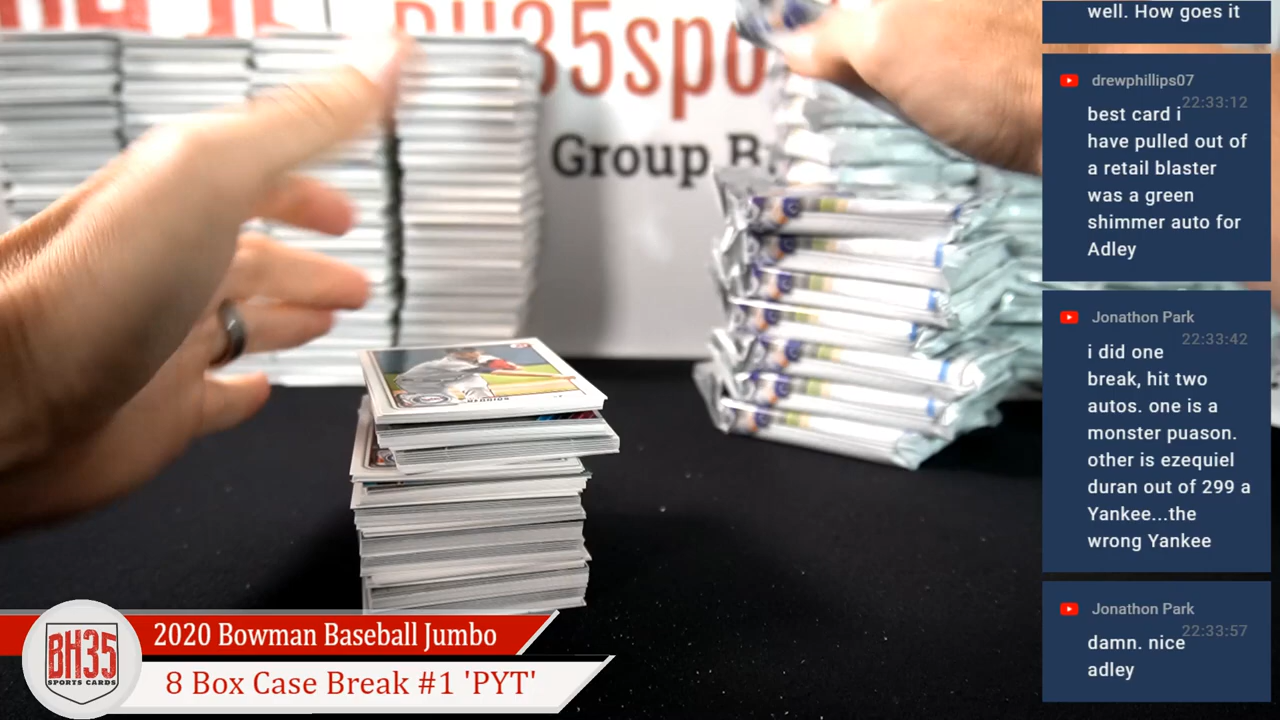 BH35spo
Group B
well. How goes it
drewphillips07
22:33:12
best card i
have pulled out of
a retail blaster
was a green
shimmer auto for
Adley
Jonathon Park
22:33:42
i did one
break, hit two
autos. one is a
monster puason.
other is ezequiel
duran out of 299 a
Yankee...the
wrong Yankee
Jonathon Park
22:33:57
damn. nice
adley
BH35
SPORTS CARDS
2020 Bowman Baseball Jumbo
8 Box Case Break #1 'PYT'